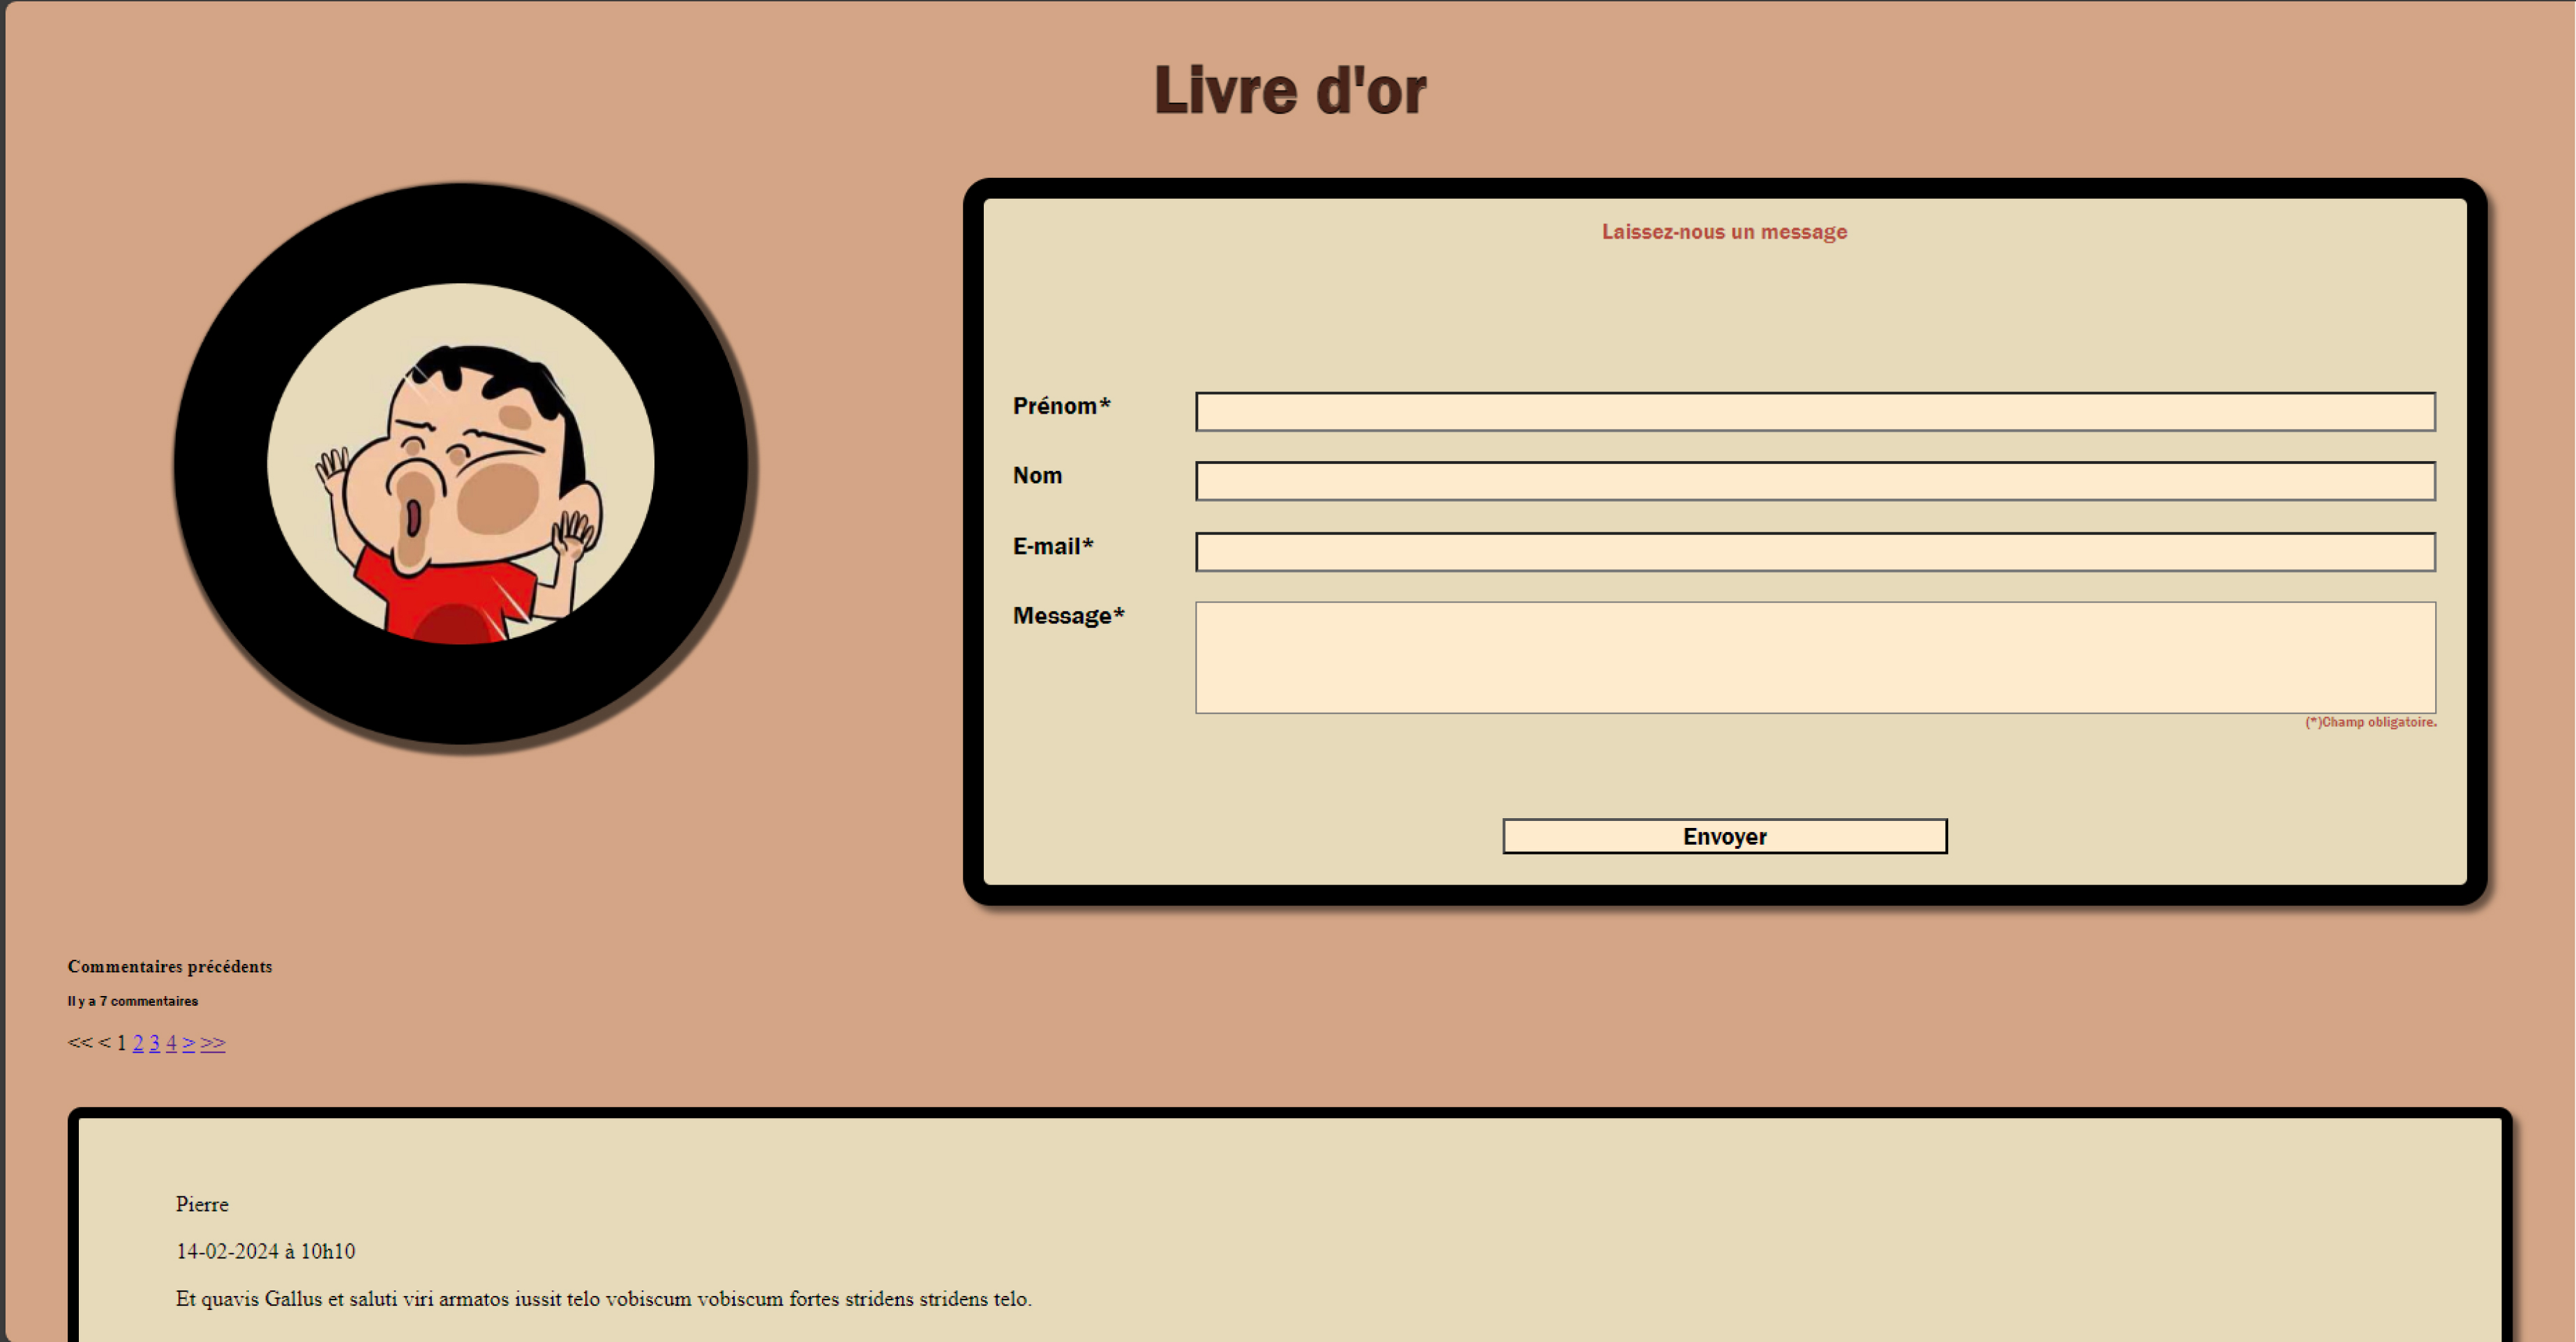 Livre d'or
Laissez-nous un message
Prénom*
Nom
E-mail*
Message*
(*)Champ obligatoire.
Envoyer
Commentaires précédents
Il y a 7 commentaires
<< < 1 2 3 4 > >>
Pierre
14-02-2024 à 10h10
Et quavis Gallus et saluti viri armatos iussit telo vobiscum vobiscum fortes stridens stridens telo.